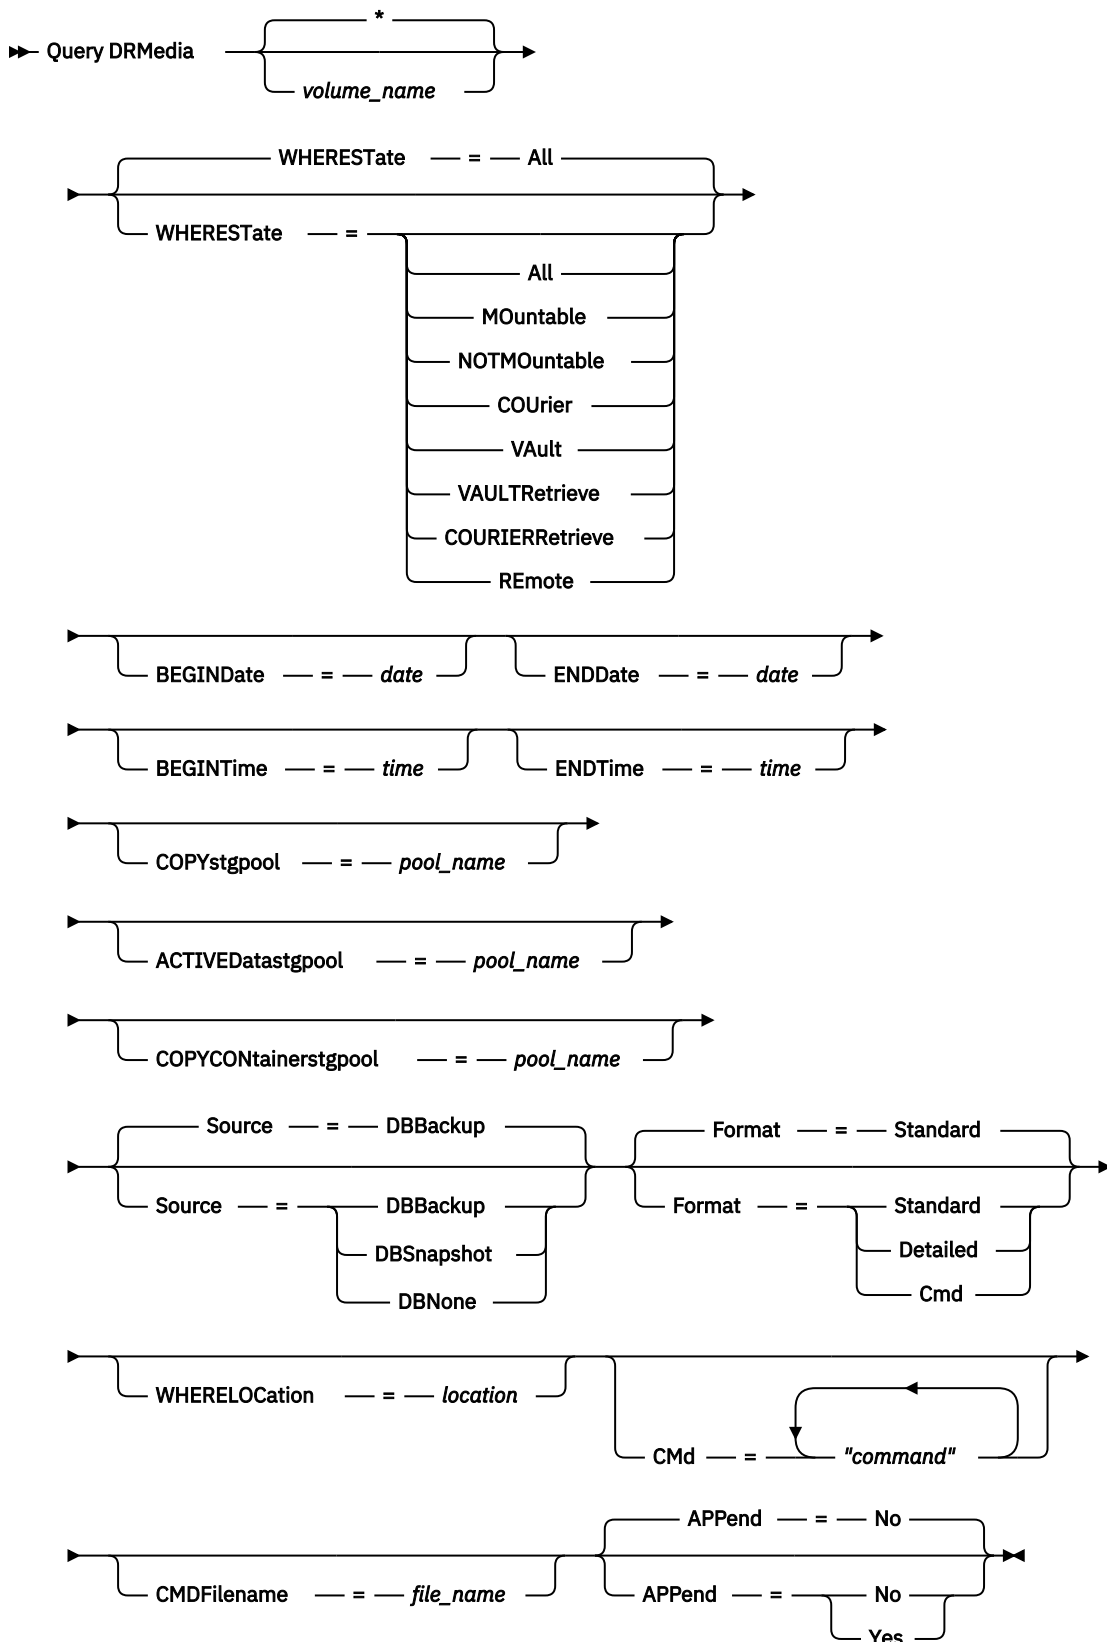 *
Query DRMedia
volume_name
WHERESTate = All
WHERESTate =
All
MOuntable
NOTMOuntable
COUrier
VAult
VAULTRetrieve
COURIERRetrieve
REmote
BEGINDate = date ENDDate = date
BEGINTime = time ENDTime = time
COPYstgpool = pool_name
ACTIVEDatastgpool = pool_name
COPYCONtainerstgpool = pool_name
Source = DBBackup Format = Standard
Source = DBBackup Format = Standard
DBSnapshot Detailed
DBNone Cmd
WHERELOCation = location
CMd = "command"
APPend = No
CMDFilename = file_name APPend = No
Yes